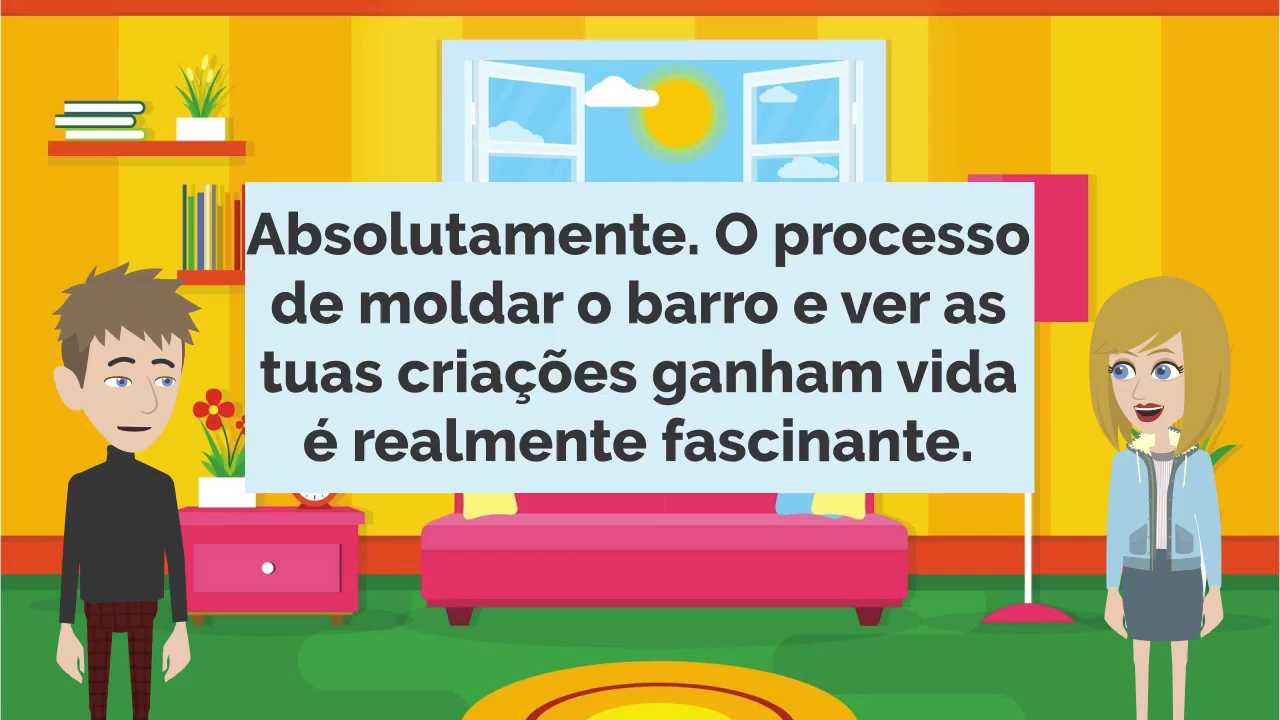 Absolutamente. O processo
de moldar o barro e ver as
tuas criações ganham vida
é realmente fascinante.